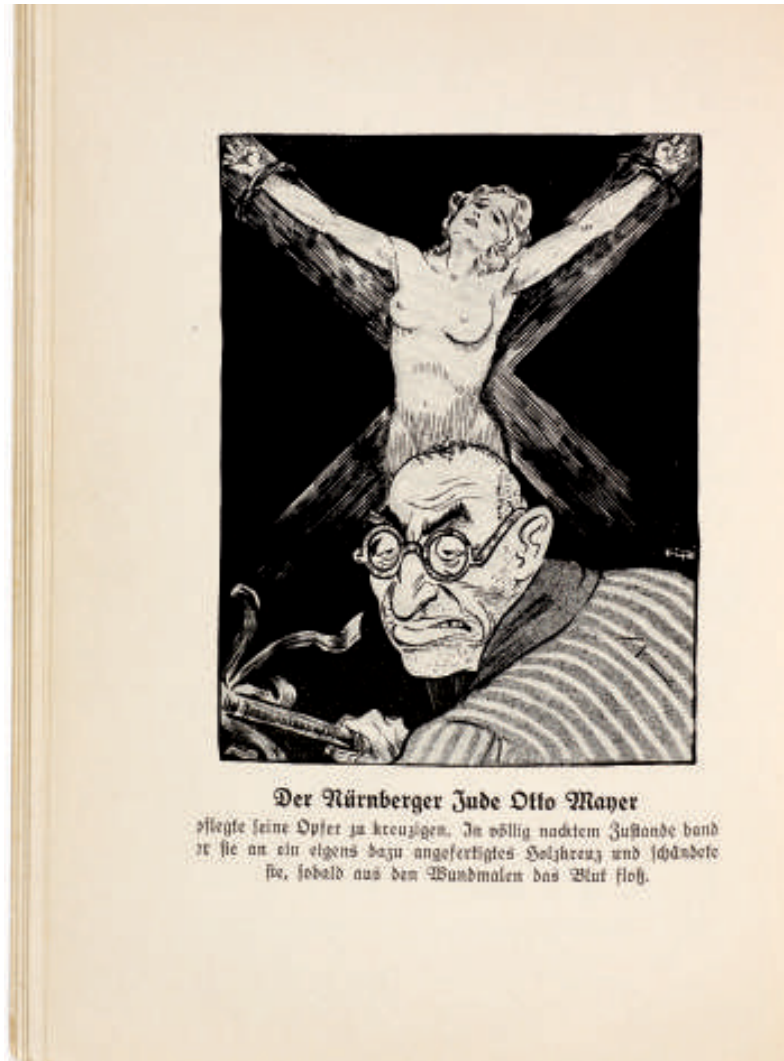 Der Nürnberger Jude Otto Mayer
pflegte seine Opfer zu kreuzigen. In völlig nacktem Zustande band
er sie an ein eigens dazu angefertigtes Holzkreuz und schändete
sie, sobald aus den Wundmalen das Blut floß.